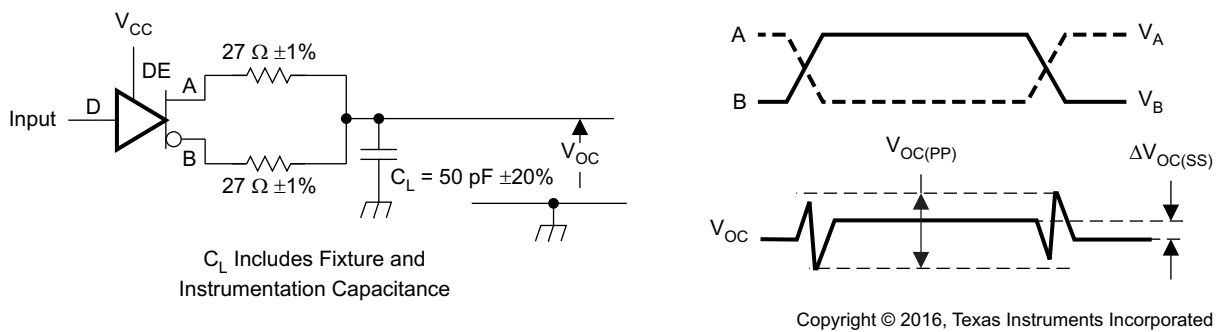 V_CC
27 Ω ±1%
DE
A
D
Input
B
27 Ω ±1%
C_L = 50 pF ±20%
V_OC
C_L Includes Fixture and
Instrumentation Capacitance
A
V_A
B
V_B
V_OC(PP)
ΔV_OC(SS)
V_OC
Copyright © 2016, Texas Instruments Incorporated